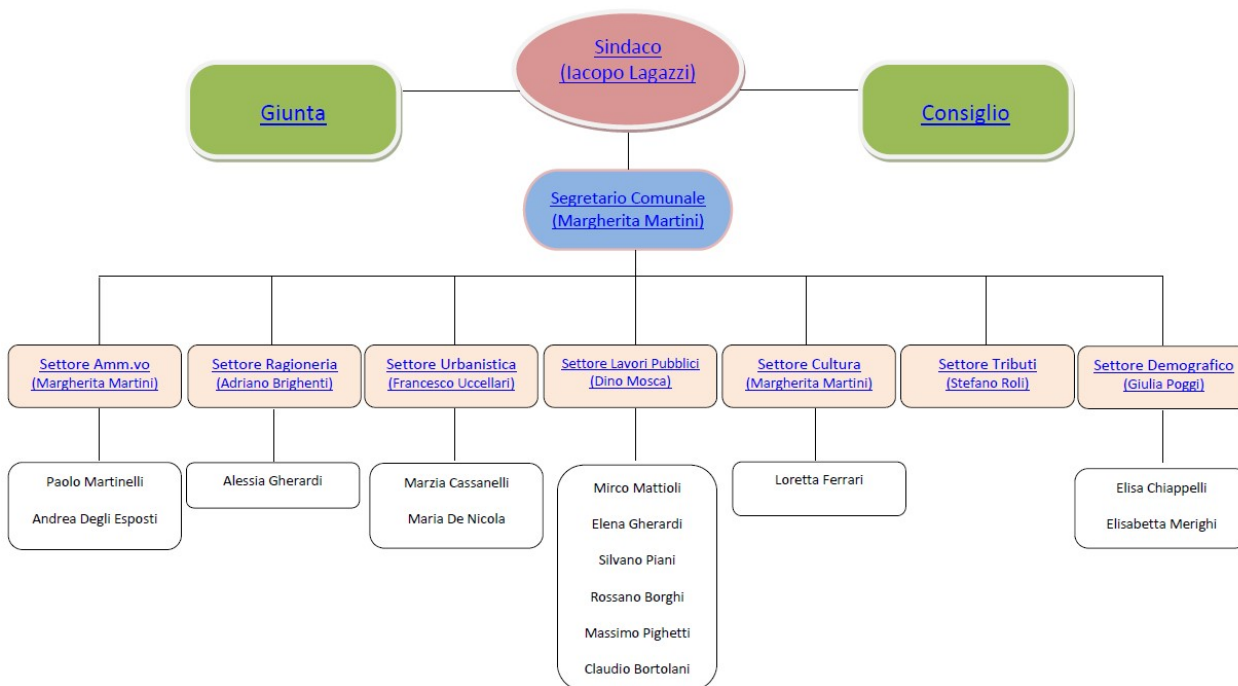 Sindaco
(Iacopo Lagazzi)
Giunta
Consiglio
Segretario Comunale
(Margherita Martini)
Settore Amm.vo
(Margherita Martini)
Settore Ragioneria
(Adriano Brighenti)
Settore Urbanistica
(Francesco Uccellari)
Settore Lavori Pubblici
(Dino Mosca)
Settore Cultura
(Margherita Martini)
Settore Tributi
(Stefano Roli)
Settore Demografico
(Giulia Poggi)
Paolo Martinelli
Andrea Degli Esposti
Alessia Gherardi
Marzia Cassanelli
Maria De Nicola
Mirco Mattioli
Elena Gherardi
Silvano Piani
Rossano Borghi
Massimo Pighetti
Claudio Bortolani
Loretta Ferrari
Elisa Chiappelli
Elisabetta Merighi